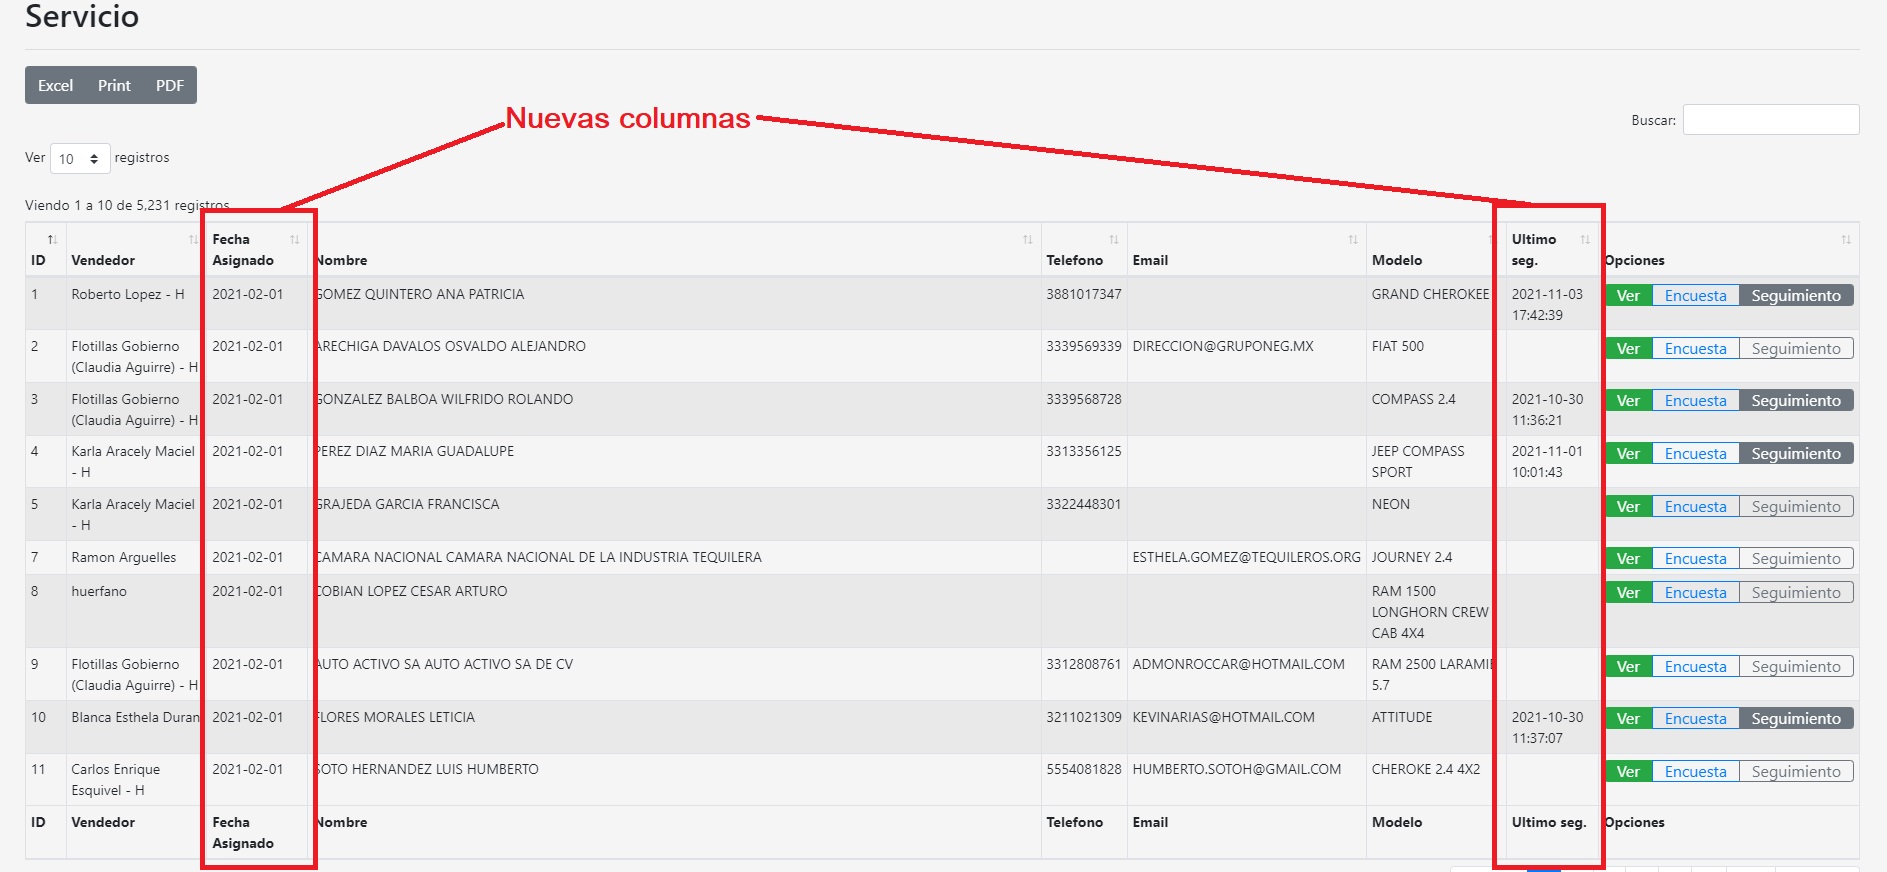 Servicio
Excel Print PDF
Nuevas columnas
Buscar:
Ver 10 registros
Viendo 1 a 10 de 5,231 registros
ID Vendedor Fecha Asignado Nombre Telefono Email Modelo Ultimo seg. Opciones
1 Roberto Lopez - H 2021-02-01 GOMEZ QUINTERO ANA PATRICIA 3881017347 GRAND CHEROKEE 2021-11-03 17:42:39 Ver Encuesta Seguimiento
2 Flotillas Gobierno (Claudia Aguirre) - H 2021-02-01 ARECHIGA DAVALOS OSVALDO ALEJANDRO 3339569339 DIRECCION@GRUPONEG.MX FIAT 500 Ver Encuesta Seguimiento
3 Flotillas Gobierno (Claudia Aguirre) - H 2021-02-01 GONZALEZ BALBOA WILFRIDO ROLANDO 3339568728 COMPASS 2.4 2021-10-30 11:36:21 Ver Encuesta Seguimiento
4 Karla Aracely Maciel - H 2021-02-01 PEREZ DIAZ MARIA GUADALUPE 3313356125 JEEP COMPASS SPORT 2021-11-01 10:01:43 Ver Encuesta Seguimiento
5 Karla Aracely Maciel - H 2021-02-01 GRAJEDA GARCIA FRANCISCA 3322448301 NEON Ver Encuesta Seguimiento
7 Ramon Arguelles 2021-02-01 CAMARA NACIONAL CAMARA NACIONAL DE LA INDUSTRIA TEQUILERA ESTHELA.GOMEZ@TEQUILEROS.ORG JOURNEY 2.4 Ver Encuesta Seguimiento
8 huerfano 2021-02-01 COBIAN LOPEZ CESAR ARTURO RAM 1500 LONGHORN CREW CAB 4X4 Ver Encuesta Seguimiento
9 Flotillas Gobierno (Claudia Aguirre) - H 2021-02-01 AUTO ACTIVO SA AUTO ACTIVO SA DE CV 3312808761 ADMONROCCAR@HOTMAIL.COM RAM 2500 LARAMIE 5.7 Ver Encuesta Seguimiento
10 Blanca Esthela Duran 2021-02-01 FLORES MORALES LETICIA 3211021309 KEVINARIAS@HOTMAIL.COM ATTITUDE 2021-10-30 11:37:07 Ver Encuesta Seguimiento
11 Carlos Enrique Esquivel - H 2021-02-01 SOTO HERNANDEZ LUIS HUMBERTO 5554081828 HUMBERTO.SOTOH@GMAIL.COM CHEROKE 2.4 4X2 Ver Encuesta Seguimiento
ID Vendedor Fecha Asignado Nombre Telefono Email Modelo Ultimo seg. Opciones